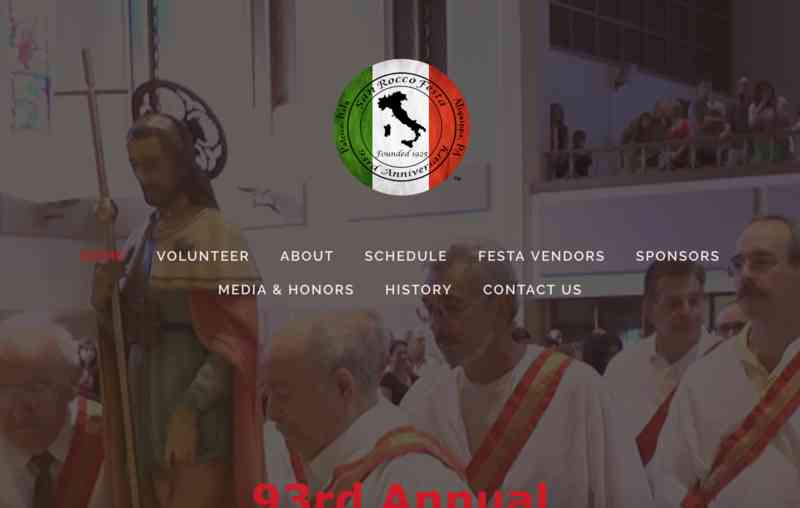 San Rocco Festa
Aliquippa, PA
Founded 1925
93rd Anniversary
TM
HOME
VOLUNTEER ABOUT SCHEDULE FESTA VENDORS SPONSORS
MEDIA & HONORS HISTORY CONTACT US
93rd Annual